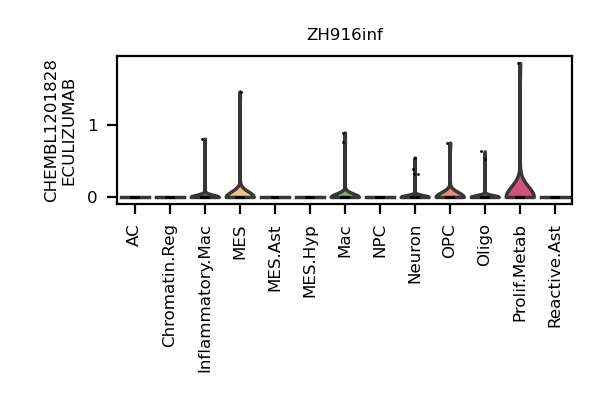 ZH916inf
CHEMBL1201828
ECULIZUMAB
1
0
AC
Chromatin.Reg
Inflammatory.Mac
MES
MES.Ast
MES.Hyp
Mac
NPC
Neuron
OPC
Oligo
Prolif.Metab
Reactive.Ast